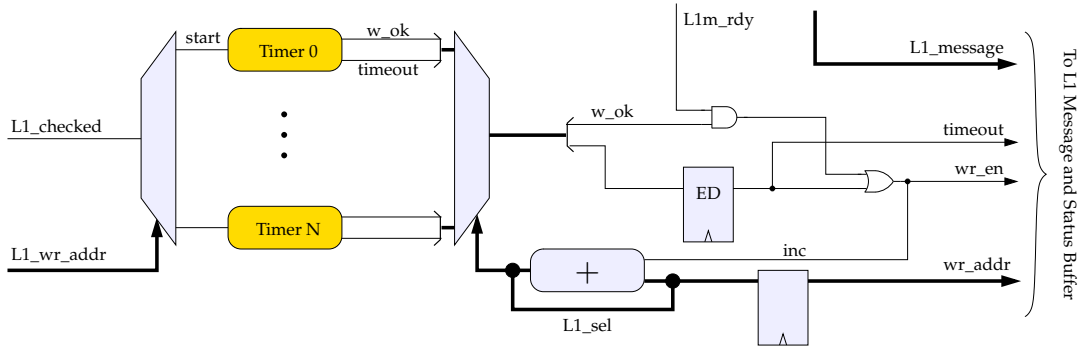 L1m_rdy
start
Timer 0
w_ok
timeout
L1_message
L1_checked
w_ok
timeout
wr_en
ED
Timer N
L1_wr_addr
inc
+
wr_addr
L1_sel
To L1 Message and Status Buffer